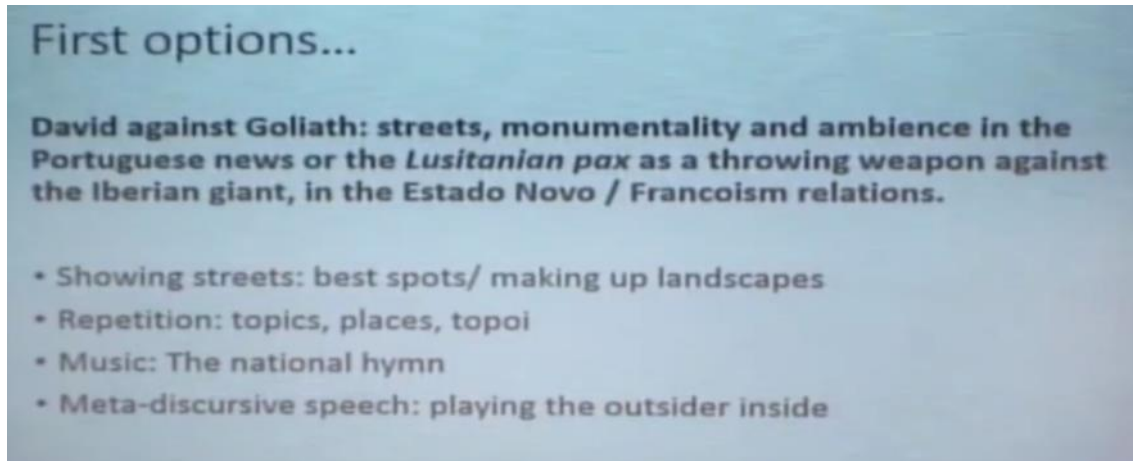 First options...
David against Goliath: streets, monumentality and ambience in the
Portuguese news or the Lusitanian pax as a throwing weapon against
the Iberian giant, in the Estado Novo / Francoism relations.
• Showing streets: best spots/ making up landscapes
• Repetition: topics, places, topoi
• Music: The national hymn
• Meta-discursive speech: playing the outsider inside